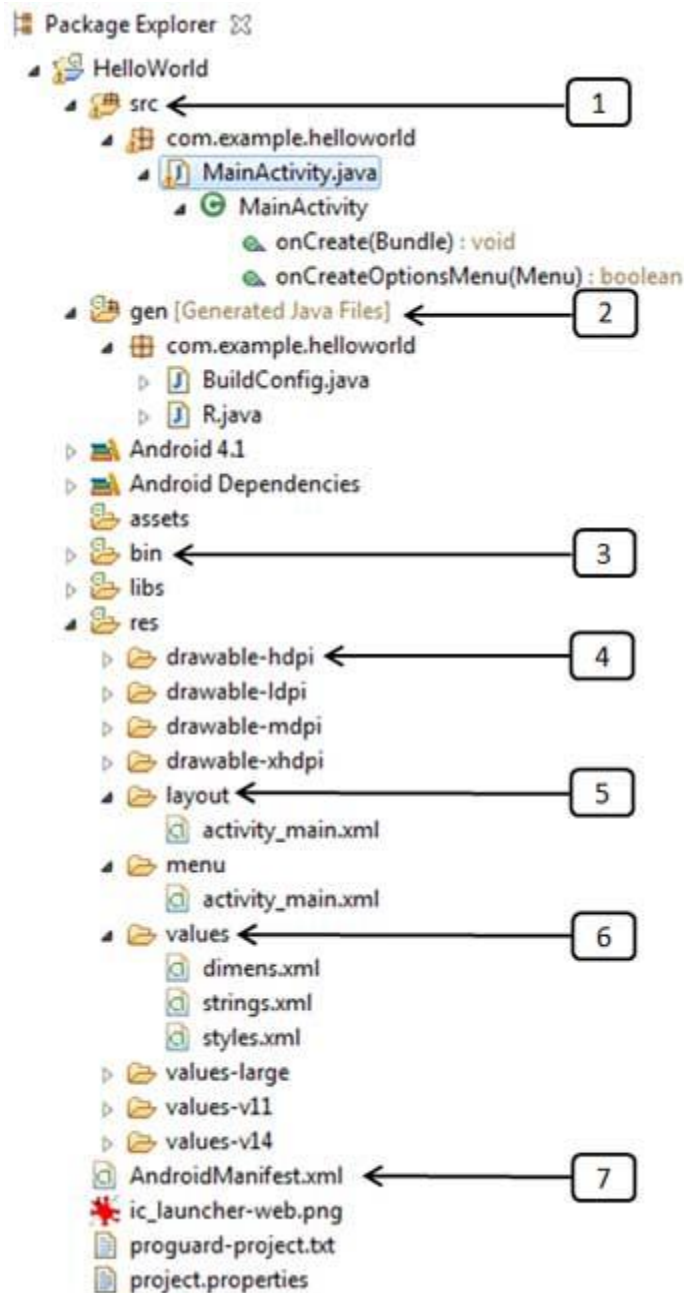 Package Explorer
HelloWorld
src 1
com.example.helloworld
MainActivity.java
MainActivity
onCreate(Bundle) : void
onCreateOptionsMenu(Menu) : boolean
gen [Generated Java Files] 2
com.example.helloworld
BuildConfig.java
R.java
Android 4.1
Android Dependencies
assets
bin 3
libs
res
drawable-hdpi 4
drawable-ldpi
drawable-mdpi
drawable-xhdpi
layout 5
activity_main.xml
menu
activity_main.xml
values 6
dimens.xml
strings.xml
styles.xml
values-large
values-v11
values-v14
AndroidManifest.xml 7
ic_launcher-web.png
proguard-project.txt
project.properties